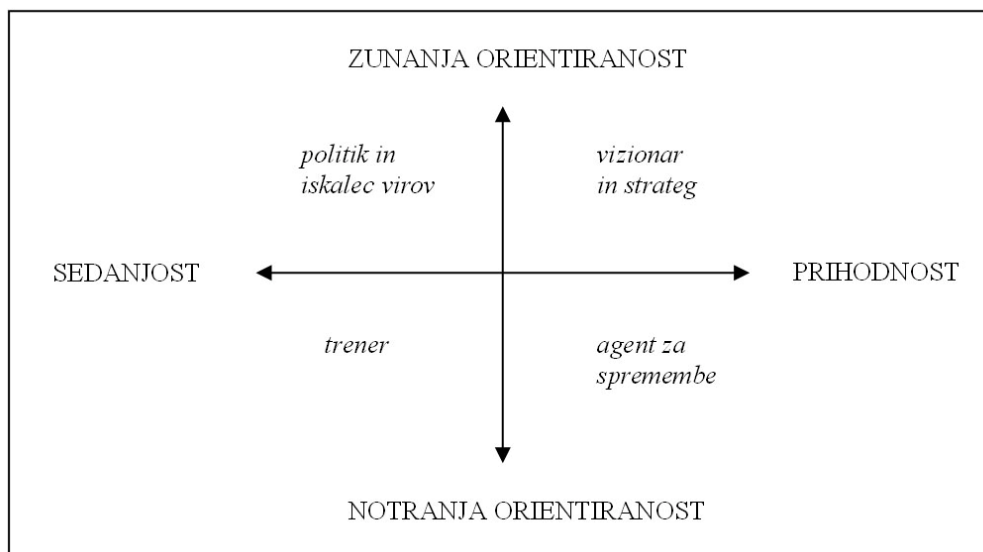 ZUNANJA ORIENTIRANOST
politik in
iskalec virov
vizionar
in strateg
SEDANJOST
PRIHODNOST
trener
agent za
spremembe
NOTRANJA ORIENTIRANOST